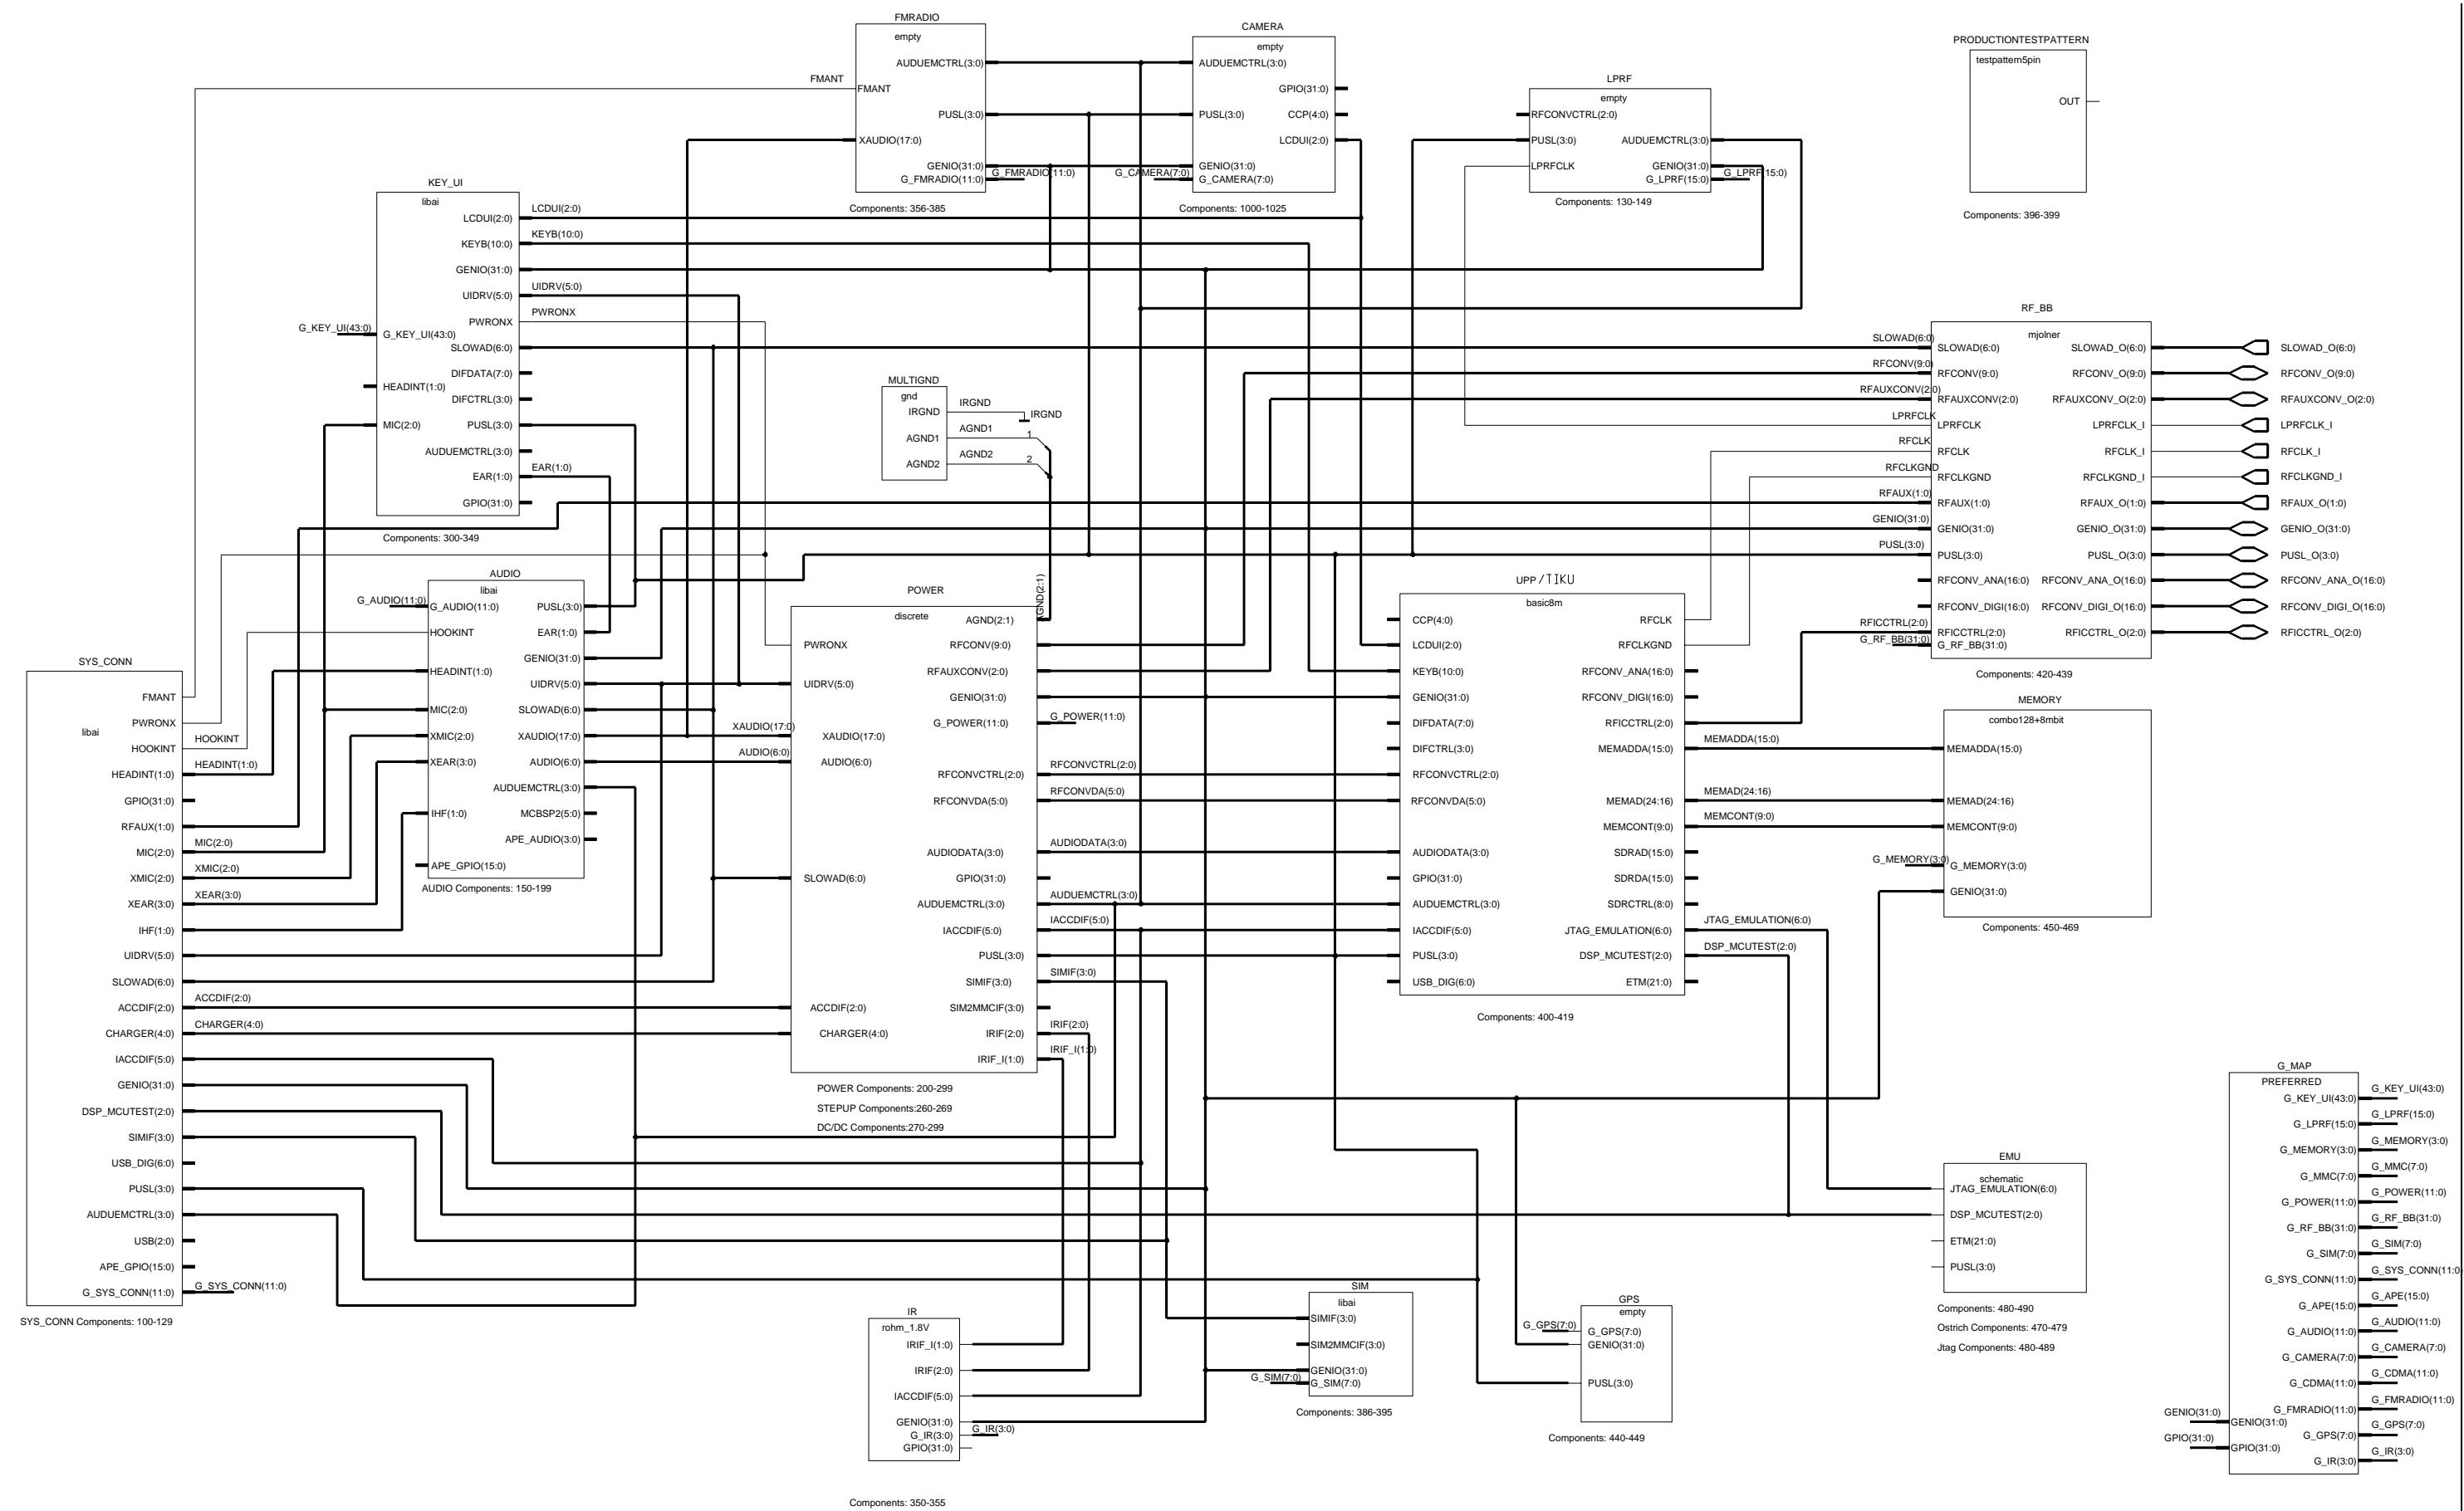 FMRADIO
empty
AUDUEMCTRL(3:0)
FMANT
FMANT
PUSL(3:0)
XAUDIO(17:0)
GENIO(31:0)
G_FMRADIO(11:0)
G_FMRADIO(11:0)
Components: 356-385
CAMERA
empty
AUDUEMCTRL(3:0)
GPIO(31:0)
PUSL(3:0)
CCP(4:0)
LCDUI(2:0)
GENIO(31:0)
G_CAMERA(7:0)
G_CAMERA(7:0)
Components: 1000-1025
LPRF
empty
RFCONVCTRL(2:0)
PUSL(3:0)
AUDUEMCTRL(3:0)
LPRFCLK
GENIO(31:0)
G_LPRF(15:0)
G_LPRF(15:0)
Components: 130-149
PRODUCTIONTESTPATTERN
testpattern5pin
OUT
Components: 396-399
KEY_UI
libai
LCDUI(2:0)
LCDUI(2:0)
KEYB(10:0)
KEYB(10:0)
GENIO(31:0)
UIDRV(5:0)
UIDRV(5:0)
PWRONX
PWRONX
G_KEY_UI(43:0)
G_KEY_UI(43:0)
SLOWAD(6:0)
DIFDATA(7:0)
HEADINT(1:0)
DIFCTRL(3:0)
MIC(2:0)
PUSL(3:0)
AUDUEMCTRL(3:0)
EAR(1:0)
EAR(1:0)
GPIO(31:0)
Components: 300-349
MULTIGND
gnd
IRGND
IRGND
IRGND
AGND1
AGND1
1
AGND2
AGND2
2
RF_BB
mjolner
SLOWAD(6:0)
SLOWAD(6:0)
SLOWAD_O(6:0)
SLOWAD_O(6:0)
RFCONV(9:0)
RFCONV(9:0)
RFCONV_O(9:0)
RFCONV_O(9:0)
RFAUXCONV(2:0)
RFAUXCONV(2:0)
RFAUXCONV_O(2:0)
RFAUXCONV_O(2:0)
LPRFCLK
LPRFCLK
LPRFCLK_I
LPRFCLK_I
RFCLK
RFCLK
RFCLK_I
RFCLK_I
RFCLKGND
RFCLKGND
RFCLKGND_I
RFCLKGND_I
RFAUX(1:0)
RFAUX(1:0)
RFAUX_O(1:0)
RFAUX_O(1:0)
GENIO(31:0)
GENIO(31:0)
GENIO_O(31:0)
GENIO_O(31:0)
PUSL(3:0)
PUSL(3:0)
PUSL_O(3:0)
PUSL_O(3:0)
RFCONV_ANA(16:0)
RFCONV_ANA_O(16:0)
RFCONV_ANA_O(16:0)
RFCONV_DIGI(16:0)
RFCONV_DIGI_O(16:0)
RFCONV_DIGI_O(16:0)
RFICCTRL(2:0)
RFICCTRL(2:0)
RFICCTRL_O(2:0)
RFICCTRL_O(2:0)
G_RF_BB(31:0)
G_RF_BB(31:0)
Components: 420-439
AUDIO
libai
G_AUDIO(11:0)
G_AUDIO(11:0)
PUSL(3:0)
HOOKINT
EAR(1:0)
GENIO(31:0)
HEADINT(1:0)
UIDRV(5:0)
MIC(2:0)
SLOWAD(6:0)
XMIC(2:0)
XAUDIO(17:0)
XEAR(3:0)
AUDIO(6:0)
AUDUEMCTRL(3:0)
IHF(1:0)
MCBSP2(5:0)
APE_AUDIO(3:0)
APE_GPIO(15:0)
AUDIO Components: 150-199
POWER
discrete
AGND(2:1)
AGND(2:1)
PWRONX
RFCONV(9:0)
RFAUXCONV(2:0)
UIDRV(5:0)
GENIO(31:0)
G_POWER(11:0)
G_POWER(11:0)
XAUDIO(17:0)
XAUDIO(17:0)
AUDIO(6:0)
AUDIO(6:0)
RFCONVCTRL(2:0)
RFCONVCTRL(2:0)
RFCONVDA(5:0)
RFCONVDA(5:0)
AUDIODATA(3:0)
AUDIODATA(3:0)
SLOWAD(6:0)
GPIO(31:0)
AUDUEMCTRL(3:0)
AUDUEMCTRL(3:0)
IACCDIF(5:0)
IACCDIF(5:0)
PUSL(3:0)
SIMIF(3:0)
SIMIF(3:0)
ACCDIF(2:0)
SIM2MMCIF(3:0)
CHARGER(4:0)
IRIF(2:0)
IRIF(2:0)
IRIF_I(1:0)
IRIF_I(1:0)
POWER Components: 200-299
STEPUP Components:260-269
DC/DC Components:270-299
UPP /TIKU
basic8m
CCP(4:0)
RFCLK
LCDUI(2:0)
RFCLKGND
KEYB(10:0)
RFCONV_ANA(16:0)
GENIO(31:0)
RFCONV_DIGI(16:0)
DIFDATA(7:0)
RFICCTRL(2:0)
DIFCTRL(3:0)
MEMADDA(15:0)
MEMADDA(15:0)
RFCONVCTRL(2:0)
RFCONVDA(5:0)
MEMAD(24:16)
MEMAD(24:16)
MEMCONT(9:0)
MEMCONT(9:0)
AUDIODATA(3:0)
SDRAD(15:0)
GPIO(31:0)
SDRDA(15:0)
AUDUEMCTRL(3:0)
SDRCTRL(8:0)
IACCDIF(5:0)
JTAG_EMULATION(6:0)
JTAG_EMULATION(6:0)
PUSL(3:0)
DSP_MCUTEST(2:0)
DSP_MCUTEST(2:0)
USB_DIG(6:0)
ETM(21:0)
Components: 400-419
MEMORY
combo128+8mbit
MEMADDA(15:0)
MEMAD(24:16)
MEMCONT(9:0)
G_MEMORY(3:0)
G_MEMORY(3:0)
GENIO(31:0)
Components: 450-469
SYS_CONN
libai
FMANT
PWRONX
HOOKINT
HOOKINT
HEADINT(1:0)
HEADINT(1:0)
GPIO(31:0)
RFAUX(1:0)
MIC(2:0)
MIC(2:0)
XMIC(2:0)
XMIC(2:0)
XEAR(3:0)
XEAR(3:0)
IHF(1:0)
UIDRV(5:0)
SLOWAD(6:0)
ACCDIF(2:0)
ACCDIF(2:0)
CHARGER(4:0)
CHARGER(4:0)
IACCDIF(5:0)
GENIO(31:0)
DSP_MCUTEST(2:0)
SIMIF(3:0)
USB_DIG(6:0)
PUSL(3:0)
AUDUEMCTRL(3:0)
USB(2:0)
APE_GPIO(15:0)
G_SYS_CONN(11:0)
G_SYS_CONN(11:0)
SYS_CONN Components: 100-129
IR
rohm_1.8V
IRIF_I(1:0)
IRIF(2:0)
IACCDIF(5:0)
GENIO(31:0)
G_IR(3:0)
G_IR(3:0)
GPIO(31:0)
Components: 350-355
SIM
libai
SIMIF(3:0)
SIM2MMCIF(3:0)
GENIO(31:0)
G_SIM(7:0)
G_SIM(7:0)
Components: 386-395
GPS
empty
G_GPS(7:0)
G_GPS(7:0)
GENIO(31:0)
PUSL(3:0)
Components: 440-449
EMU
schematic
JTAG_EMULATION(6:0)
DSP_MCUTEST(2:0)
ETM(21:0)
PUSL(3:0)
Components: 480-490
Ostrich Components: 470-479
Jtag Components: 480-489
G_MAP
PREFERRED
G_KEY_UI(43:0)
G_KEY_UI(43:0)
G_LPRF(15:0)
G_LPRF(15:0)
G_MEMORY(3:0)
G_MEMORY(3:0)
G_MMC(7:0)
G_MMC(7:0)
G_POWER(11:0)
G_POWER(11:0)
G_RF_BB(31:0)
G_RF_BB(31:0)
G_SIM(7:0)
G_SIM(7:0)
G_SYS_CONN(11:0)
G_SYS_CONN(11:0)
G_APE(15:0)
G_APE(15:0)
G_AUDIO(11:0)
G_AUDIO(11:0)
G_CAMERA(7:0)
G_CAMERA(7:0)
G_CDMA(11:0)
G_CDMA(11:0)
G_FMRADIO(11:0)
G_FMRADIO(11:0)
GENIO(31:0)
GENIO(31:0)
G_GPS(7:0)
G_GPS(7:0)
GPIO(31:0)
GPIO(31:0)
G_IR(3:0)
G_IR(3:0)